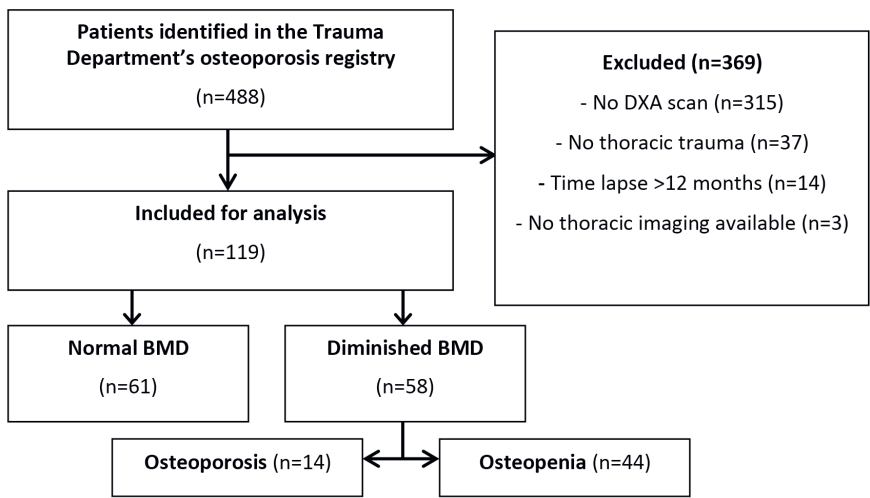 Patients identified in the Trauma
Department's osteoporosis registry
(n=488)
Excluded (n=369)
- No DXA scan (n=315)
- No thoracic trauma (n=37)
- Time lapse >12 months (n=14)
- No thoracic imaging available (n=3)
Included for analysis
(n=119)
Normal BMD
(n=61)
Diminished BMD
(n=58)
Osteoporosis (n=14)
Osteopenia (n=44)